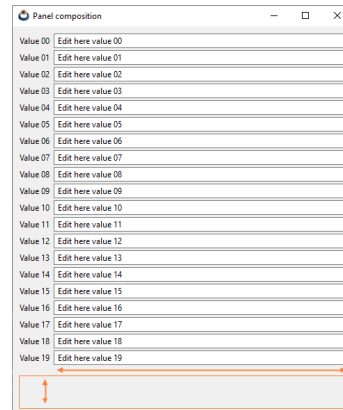 Panel composition
Value 00 Edit here value 00
Value 01 Edit here value 01
Value 02 Edit here value 02
Value 03 Edit here value 03
Value 04 Edit here value 04
Value 05 Edit here value 05
Value 06 Edit here value 06
Value 07 Edit here value 07
Value 08 Edit here value 08
Value 09 Edit here value 09
Value 10 Edit here value 10
Value 11 Edit here value 11
Value 12 Edit here value 12
Value 13 Edit here value 13
Value 14 Edit here value 14
Value 15 Edit here value 15
Value 16 Edit here value 16
Value 17 Edit here value 17
Value 18 Edit here value 18
Value 19 Edit here value 19